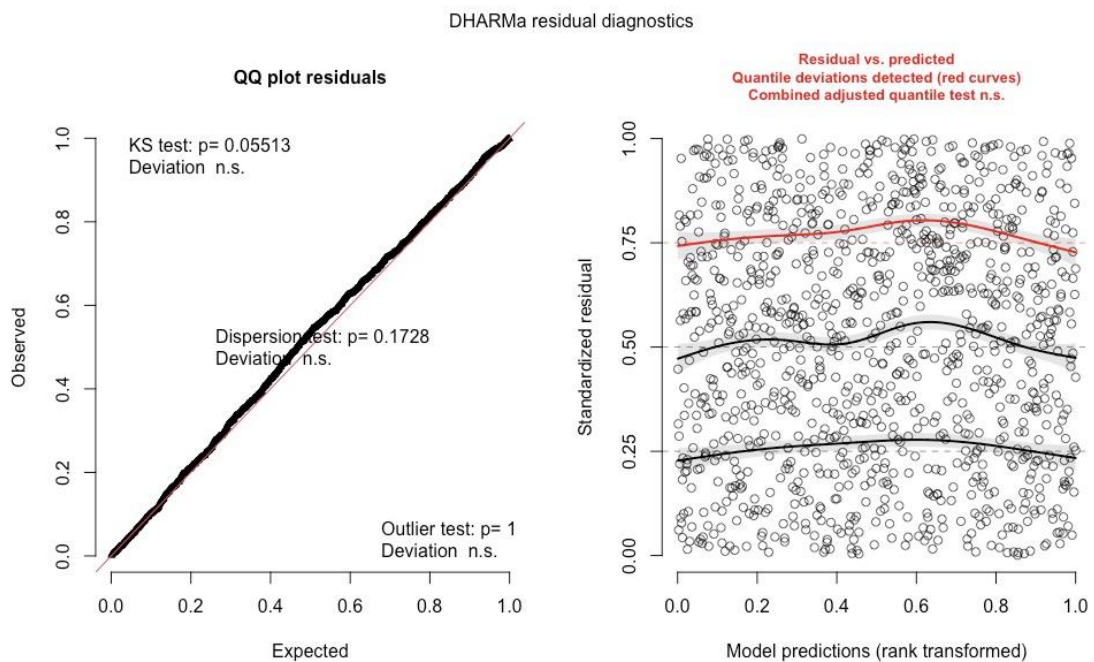 DHARMa residual diagnostics
QQ plot residuals
KS test: p= 0.05513
Deviation n.s.
Dispersion test: p= 0.1728
Deviation n.s.
Outlier test: p= 1
Deviation n.s.
Observed
0.0
0.2
0.4
0.6
0.8
1.0
0.0 0.2 0.4 0.6 0.8 1.0
Expected
Residual vs. predicted
Quantile deviations detected (red curves)
Combined adjusted quantile test n.s.
Standardized residual
0.00
0.25
0.50
0.75
1.00
0.0 0.2 0.4 0.6 0.8 1.0
Model predictions (rank transformed)